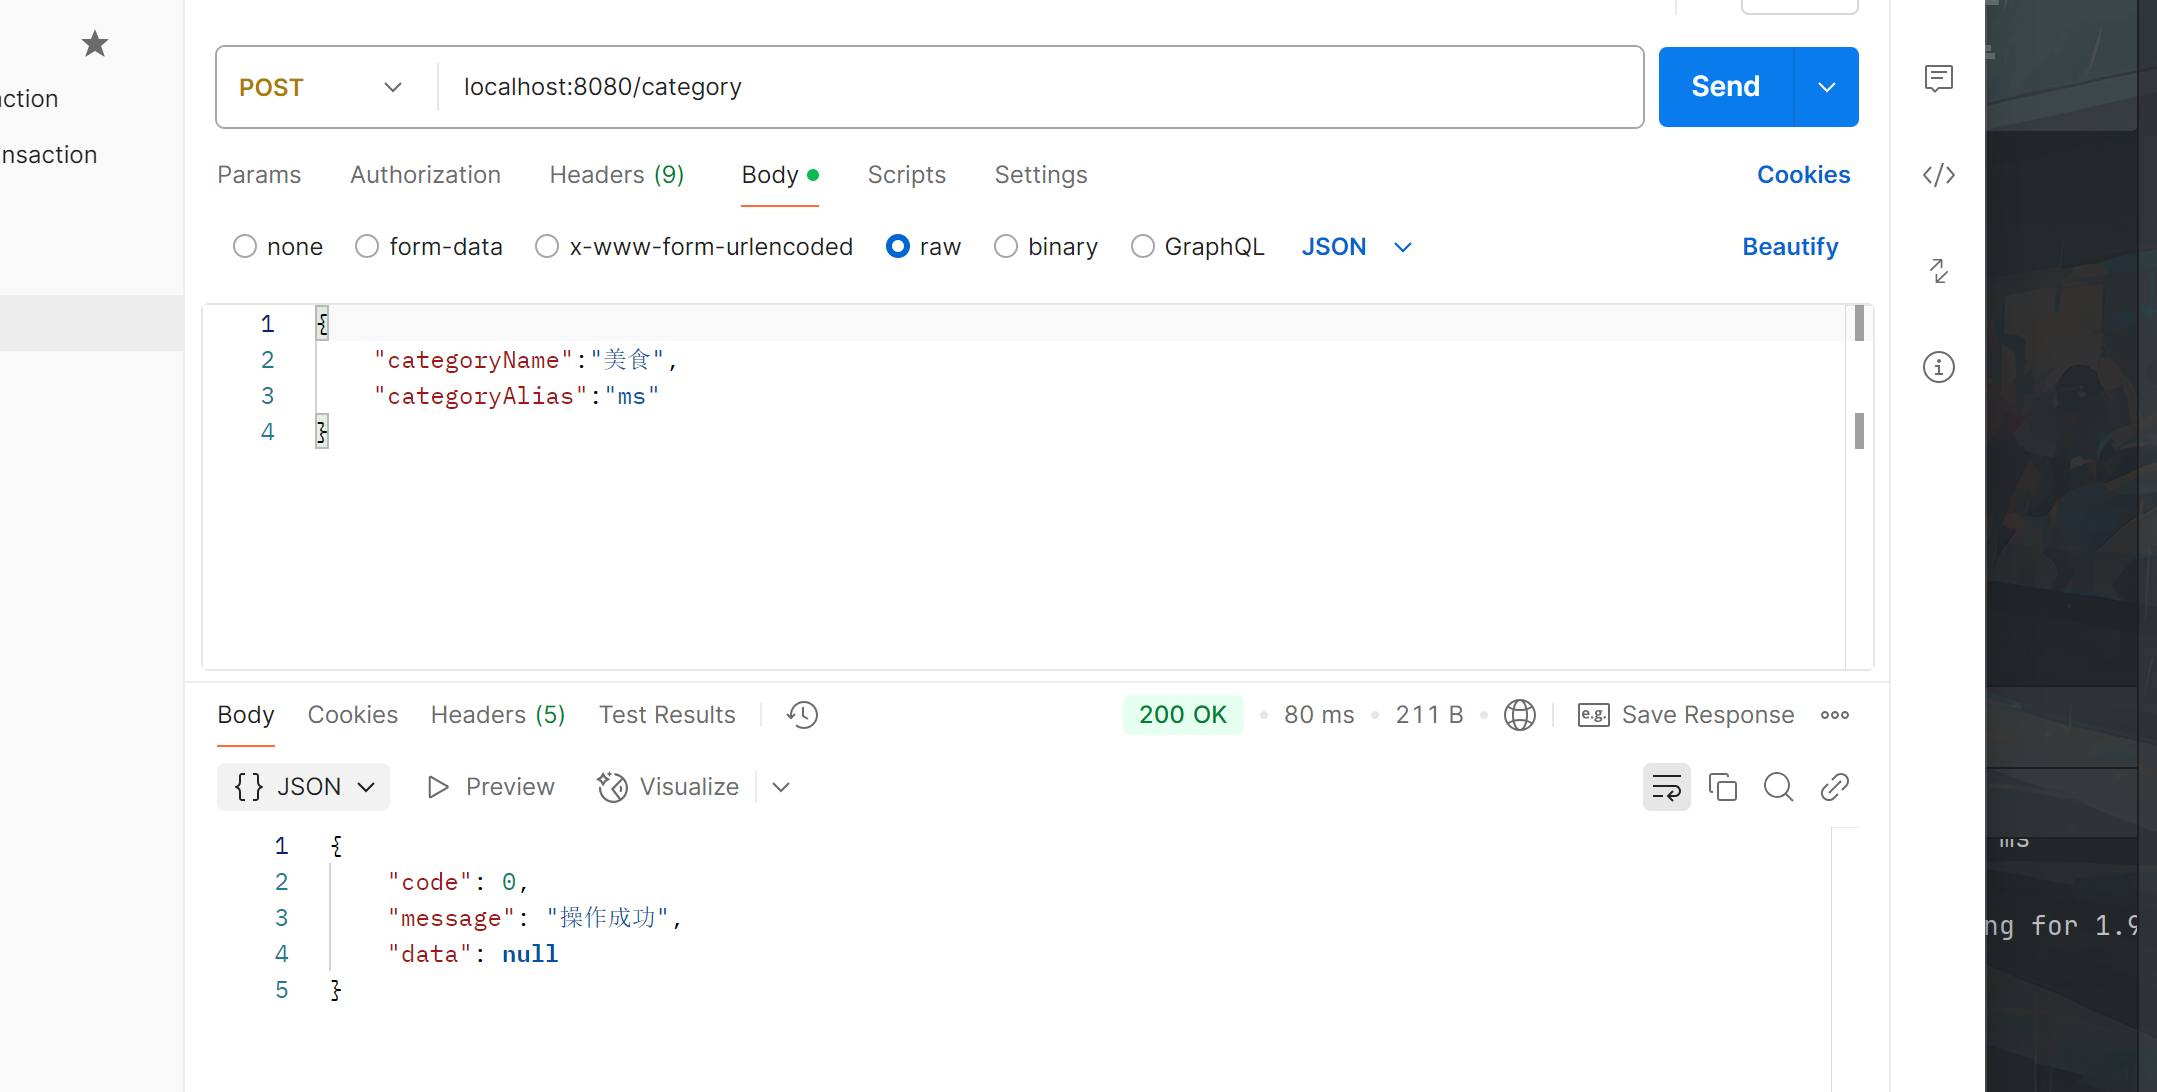 ction
nsaction
POST localhost:8080/category Send
Params Authorization Headers (9) Body Scripts Settings Cookies
none form-data x-www-form-urlencoded raw binary GraphQL JSON Beautify
1 {
2 "categoryName":"美食",
3 "categoryAlias":"ms"
4 }
Body Cookies Headers (5) Test Results 200 OK 80 ms 211 B e.g. Save Response
{} JSON Preview Visualize
1 {
2 "code": 0,
3 "message": "操作成功",
4 "data": null
5 }
ms
ng for 1.9